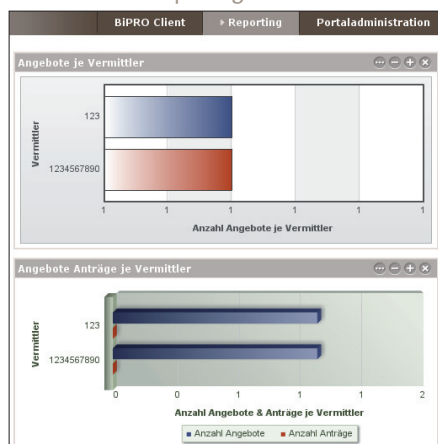 BiPRO Client » Reporting Portaladministration
Angebote je Vermittler
Vermittler
123
1234567890
1 1 1 1 1 1
Anzahl Angebote je Vermittler
Angebote Anträge je Vermittler
Vermittler
123
1234567890
0 0 1 1 1 2
Anzahl Angebote & Anträge je Vermittler
Anzahl Angebote Anzahl Anträge